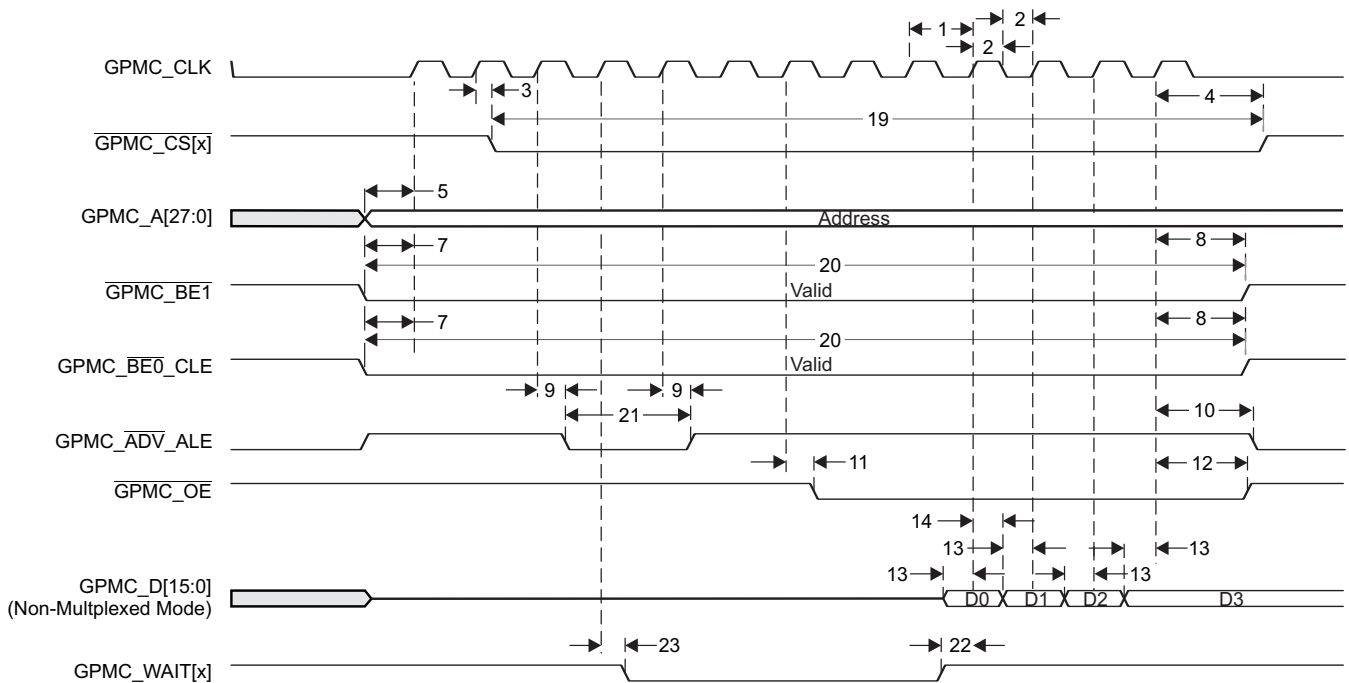 1
2
2
GPMC_CLK
3
4
19
GPMC_CS[x]
5
GPMC_A[27:0]
Address
7
8
20
GPMC_BE1
Valid
7
8
20
GPMC_BE0_CLE
Valid
9
9
21
10
GPMC_ADV_ALE
11
12
GPMC_OE
14
13
13
13
13
GPMC_D[15:0]
(Non-Multplexed Mode)
D0
D1
D2
D3
23
22
GPMC_WAIT[x]